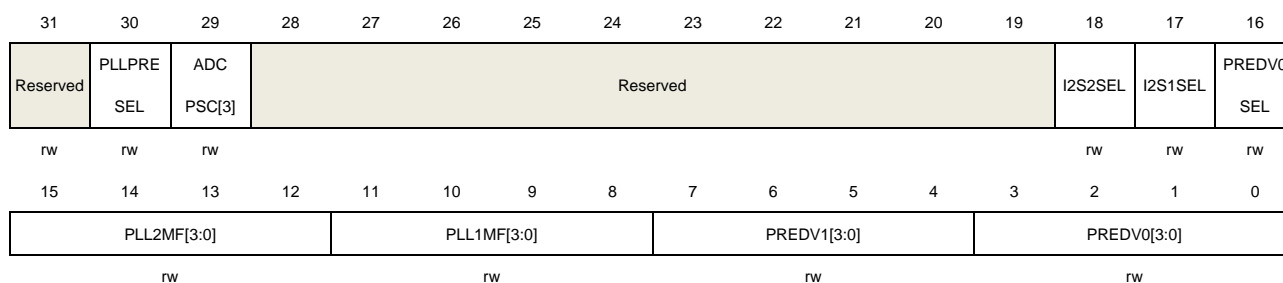 31 30 29 28 27 26 25 24 23 22 21 20 19 18 17 16
Reserved PLLPRE SEL ADC PSC[3] Reserved I2S2SEL I2S1SEL PREDV0 SEL
rw rw rw rw rw rw
15 14 13 12 11 10 9 8 7 6 5 4 3 2 1 0
PLL2MF[3:0] PLL1MF[3:0] PREDV1[3:0] PREDV0[3:0]
rw rw rw rw